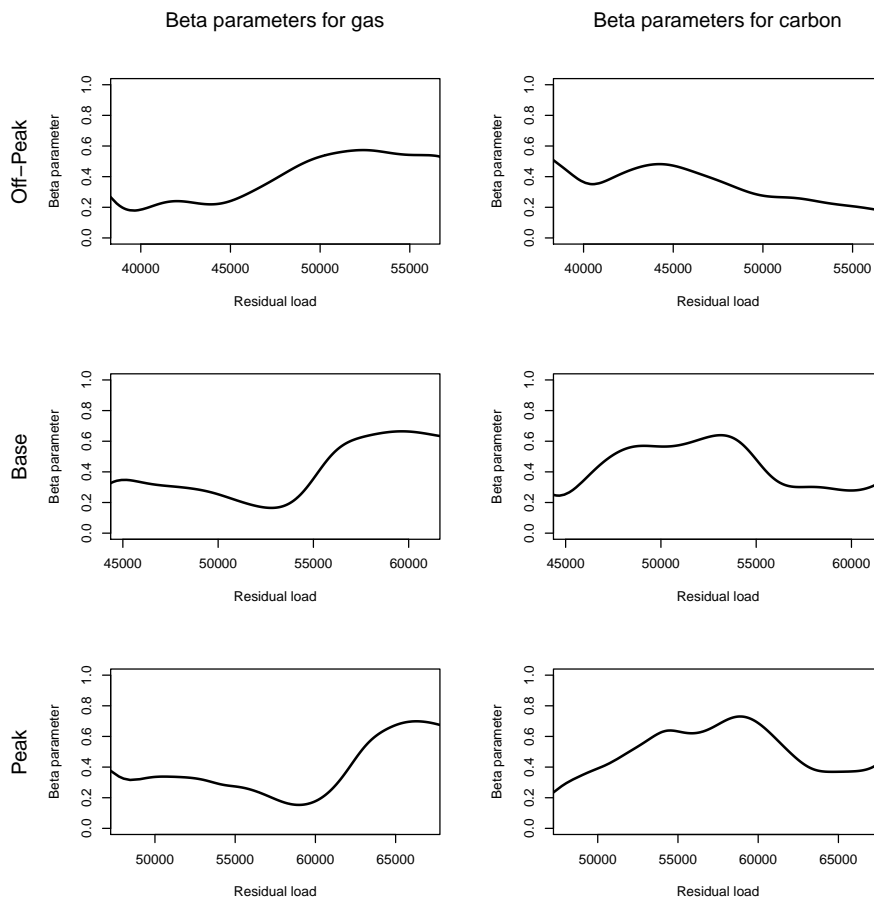 Beta parameters for gas
Beta parameters for carbon
Off-Peak
Beta parameter
0.0 0.2 0.4 0.6 0.8 1.0
40000 45000 50000 55000
Residual load
Beta parameter
0.0 0.2 0.4 0.6 0.8 1.0
40000 45000 50000 55000
Residual load
Base
Beta parameter
0.0 0.2 0.4 0.6 0.8 1.0
45000 50000 55000 60000
Residual load
Beta parameter
0.0 0.2 0.4 0.6 0.8 1.0
45000 50000 55000 60000
Residual load
Peak
Beta parameter
0.0 0.2 0.4 0.6 0.8 1.0
50000 55000 60000 65000
Residual load
Beta parameter
0.0 0.2 0.4 0.6 0.8 1.0
50000 55000 60000 65000
Residual load